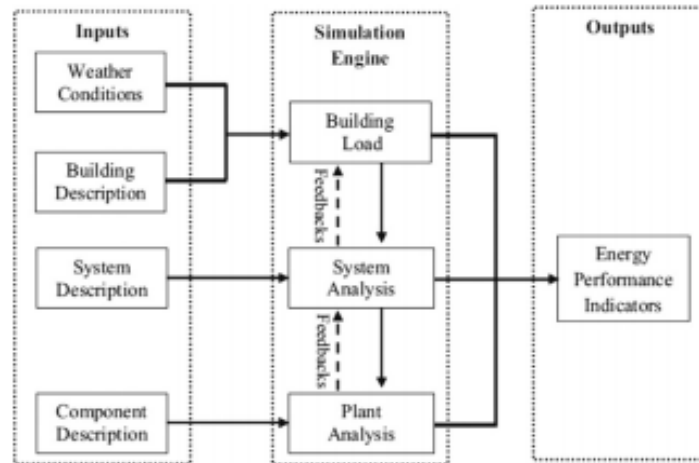 Inputs
Weather
Conditions
Building
Description
System
Description
Component
Description
Simulation
Engine
Building
Load
Feedbacks
System
Analysis
Feedbacks
Plant
Analysis
Outputs
Energy
Performance
Indicators